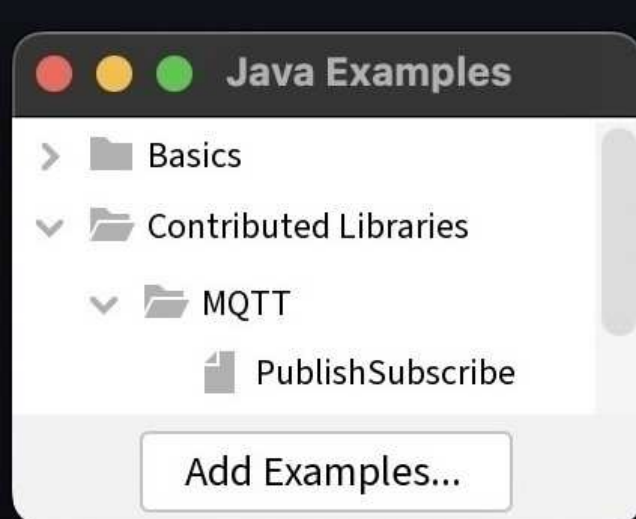 Java Examples
Basics
Contributed Libraries
MQTT
PublishSubscribe
Add Examples...